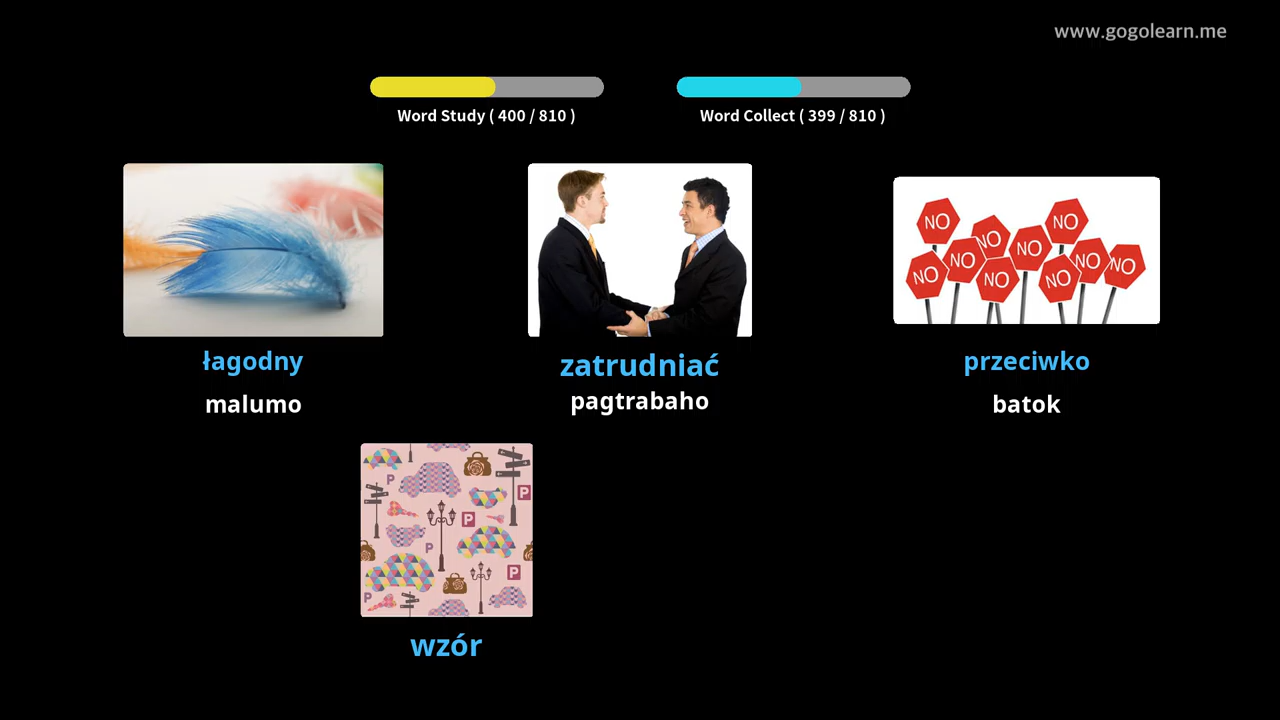 www.gogolearn.me
Word Study ( 400 / 810 )
Word Collect ( 399 / 810 )
NO
NO
NO
NO
NO
NO
NO
NO
NO
NO
łagodny
zatrudniać
przeciwko
malumo
pagtrabaho
batok
P
P
P
P
P
P
wzór